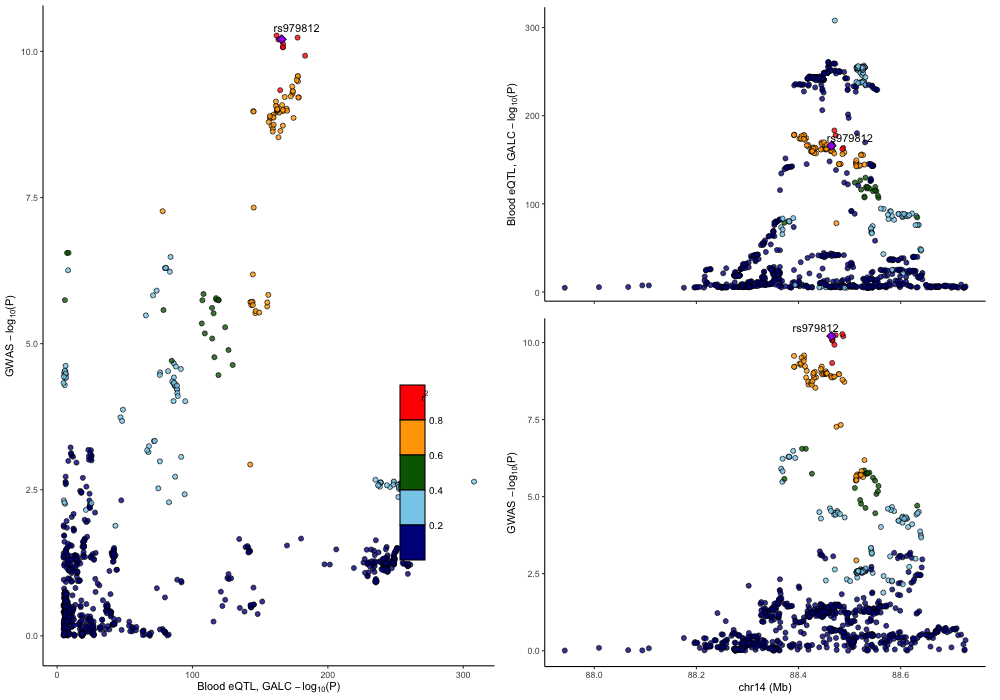 rs979812
10.0
7.5
5.0
2.5
0.0
GWAS − log10(P)
0
100
200
300
Blood eQTL, GALC − log10(P)
r2
0.8
0.6
0.4
0.2
300
200
100
0
Blood eQTL, GALC − log10(P)
rs979812
rs979812
10.0
7.5
5.0
2.5
0.0
GWAS − log10(P)
88.0
88.2
88.4
88.6
chr14 (Mb)